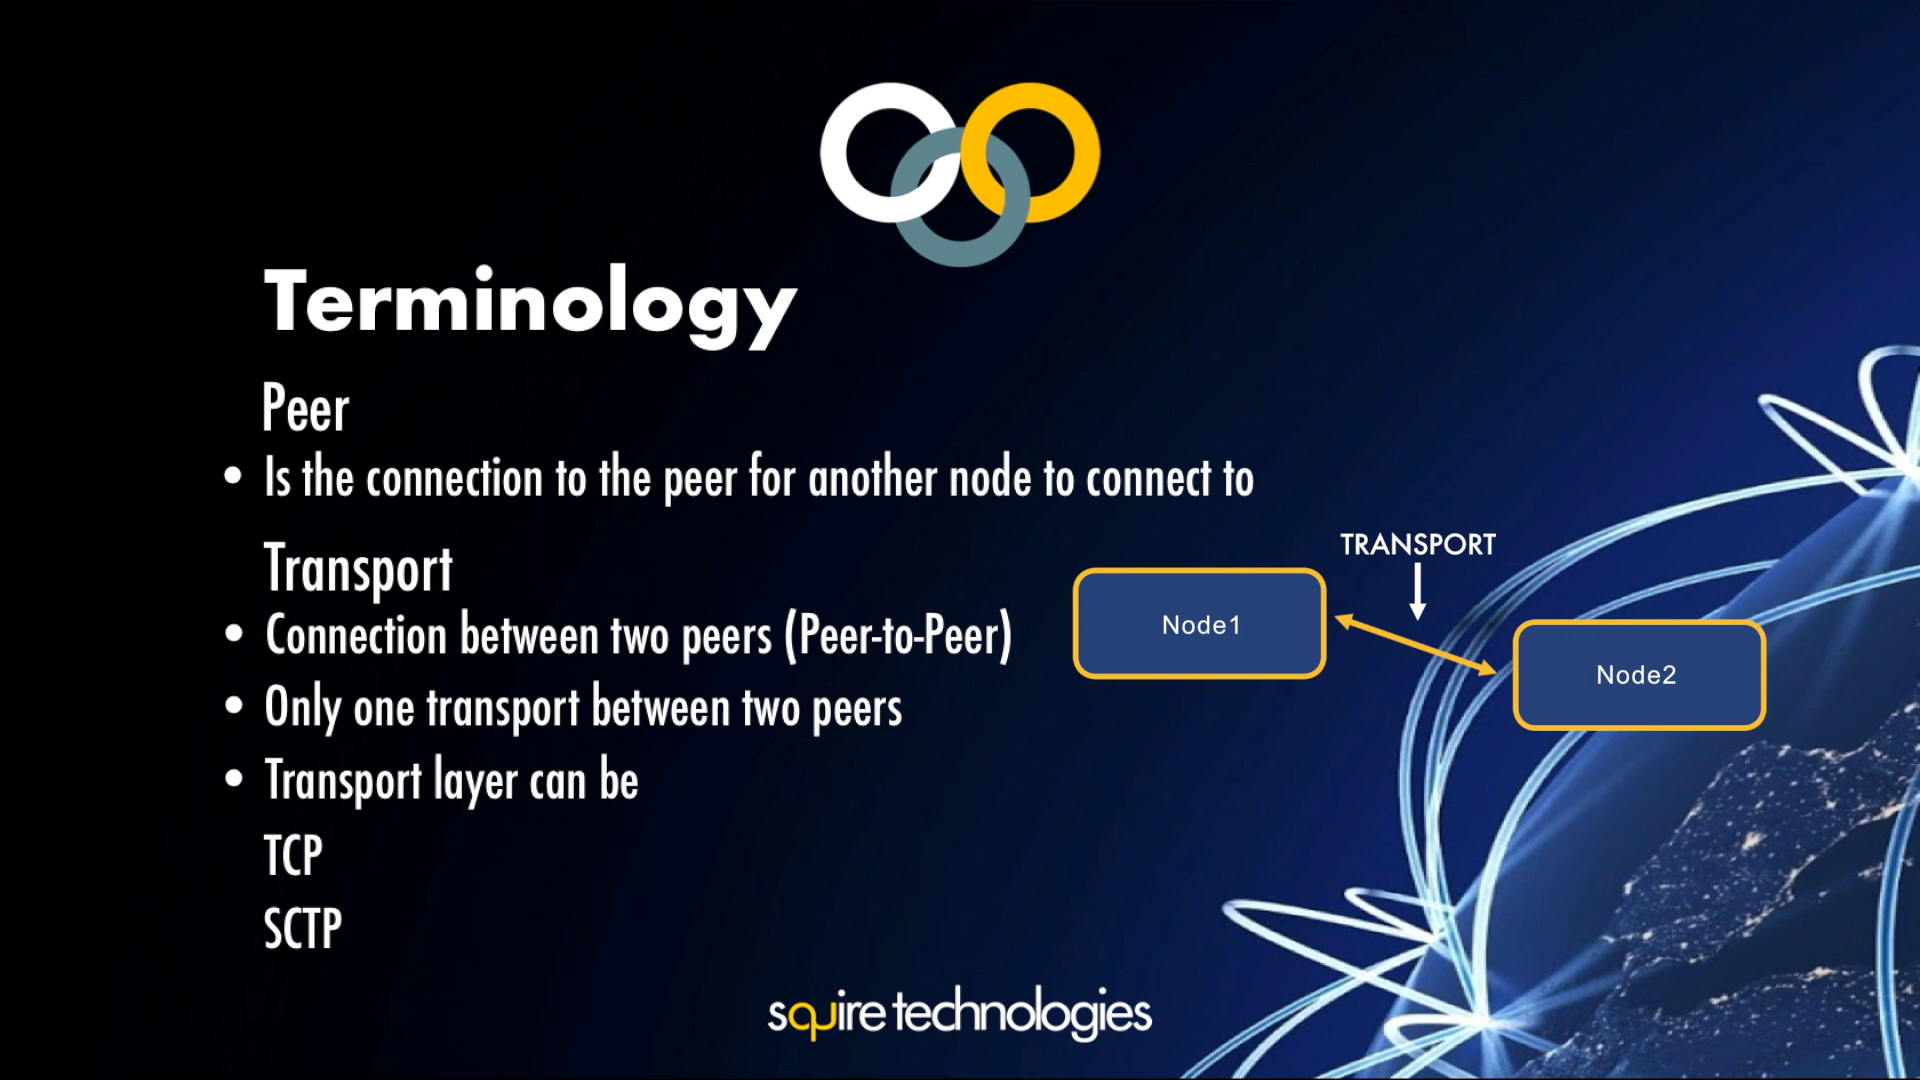 Terminology
Peer
• Is the connection to the peer for another node to connect to
Transport
• Connection between two peers (Peer-to-Peer)
• Only one transport between two peers
• Transport layer can be
TCP
SCTP
TRANSPORT
Node1
Node2
squire technologies